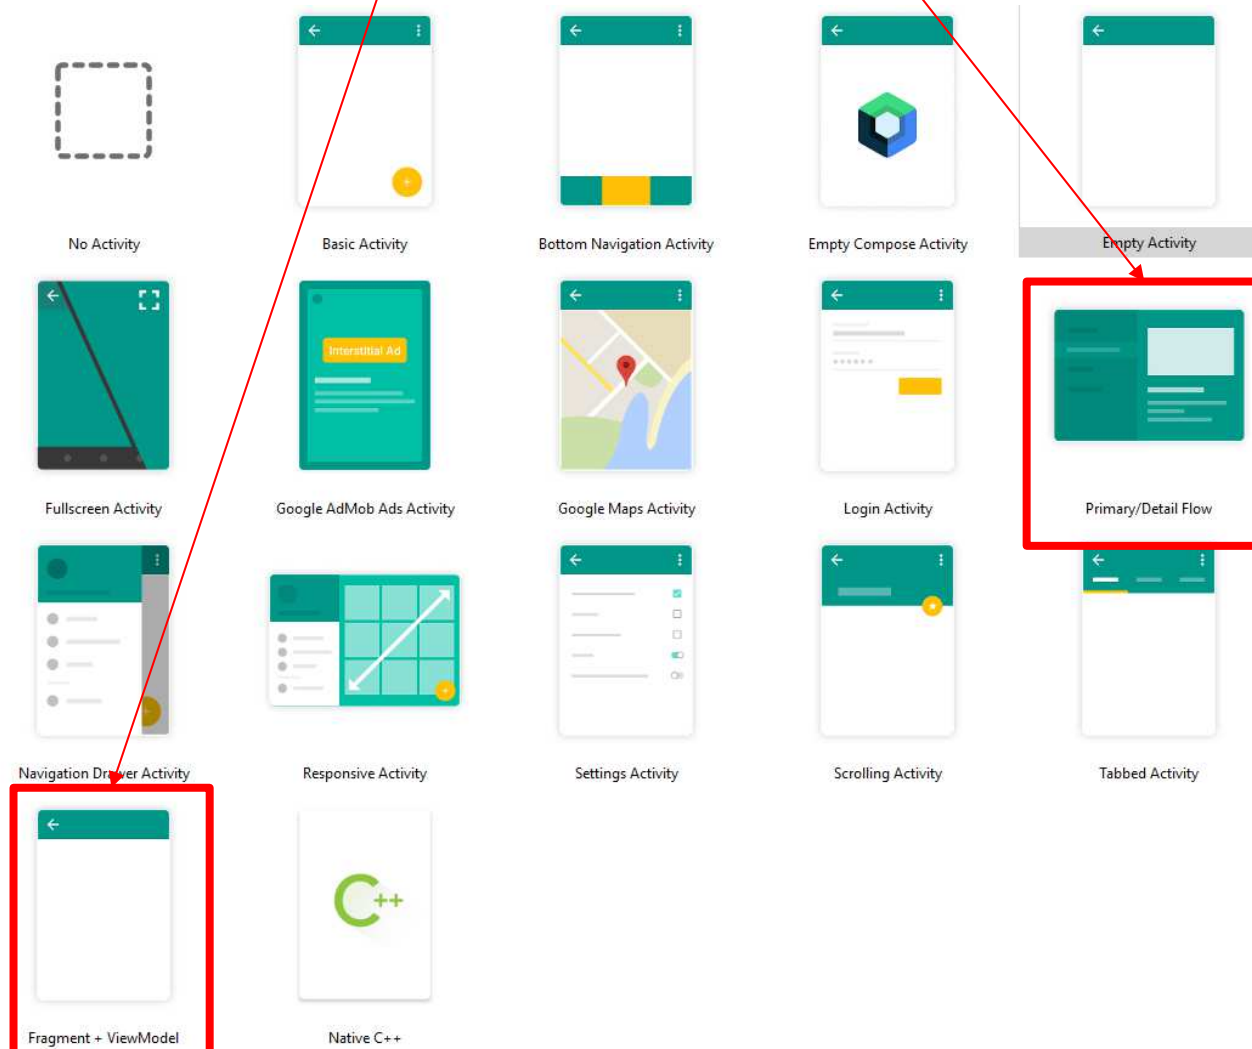 No Activity
Basic Activity
Bottom Navigation Activity
Empty Compose Activity
Empty Activity
Interstitial Ad
Fullscreen Activity
Google AdMob Ads Activity
Google Maps Activity
Login Activity
Primary/Detail Flow
Navigation Drawer Activity
Responsive Activity
Settings Activity
Scrolling Activity
Tabbed Activity
C++
Fragment + ViewModel
Native C++